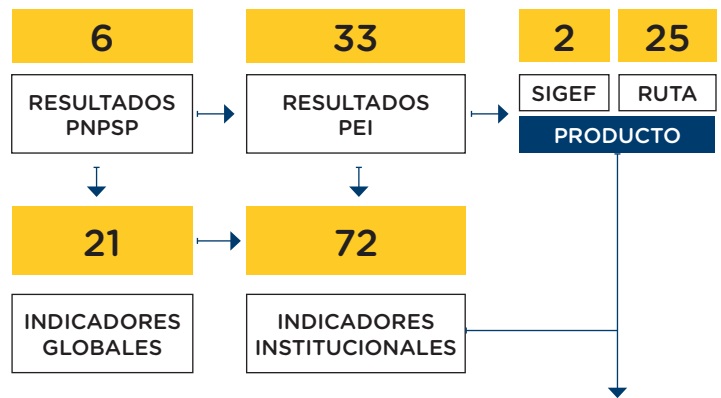 6
RESULTADOS
PNPSP
33
RESULTADOS
PEI
2
25
SIGEF
RUTA
PRODUCTO
21
INDICADORES
GLOBALES
72
INDICADORES
INSTITUCIONALES